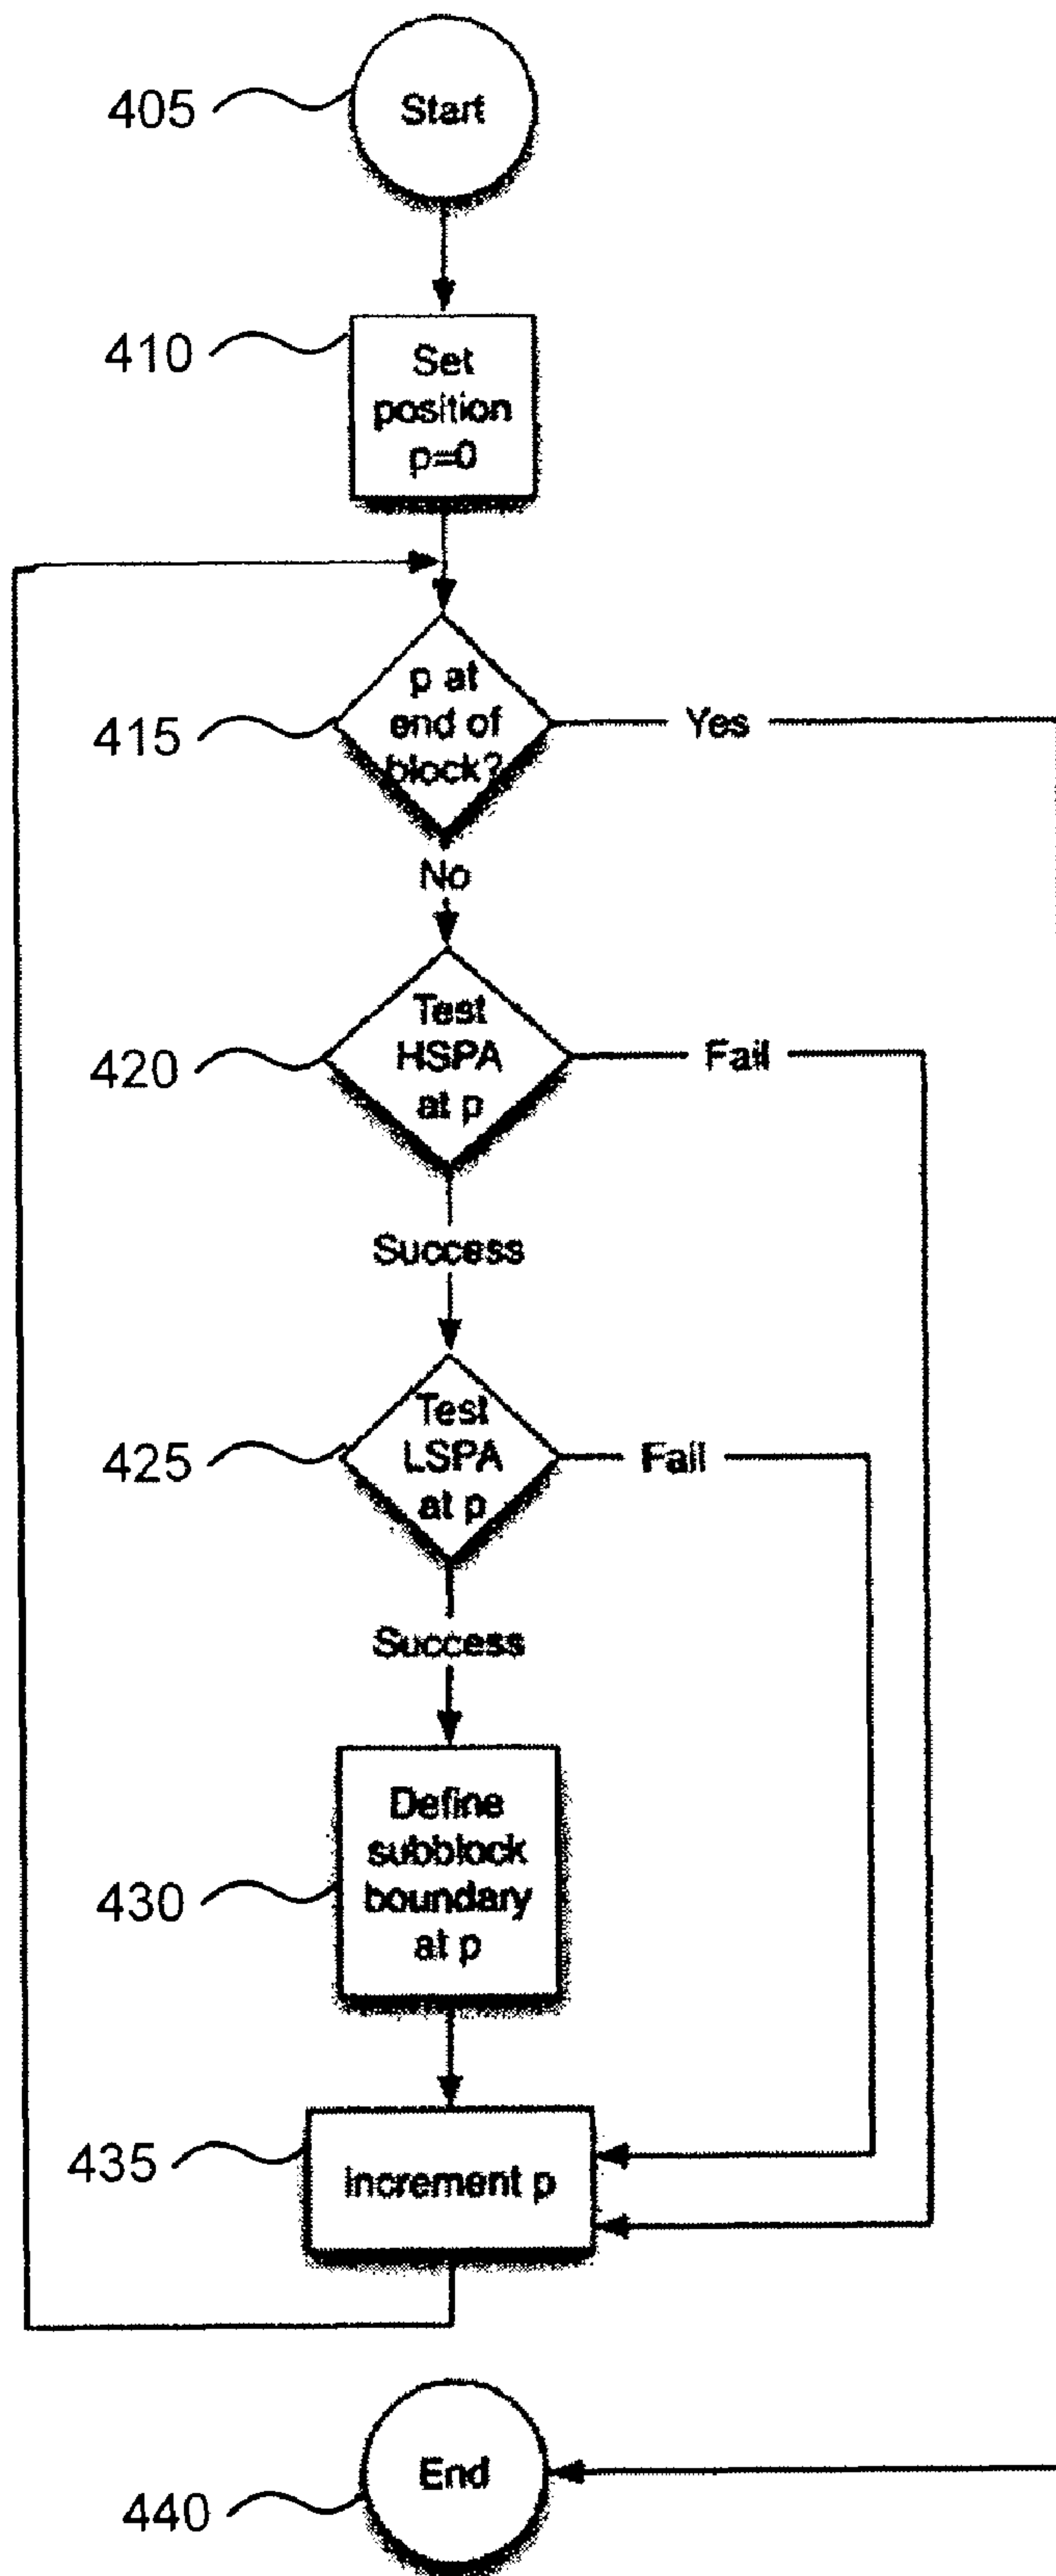 405
Start
410
Set
position
p=0
415
p at
end of
block?
Yes
No
420
Test
HSPA
at p
Fail
Success
425
Test
LSPA
at p
Fail
Success
430
Define
subblock
boundary
at p
435
Increment p
End
440